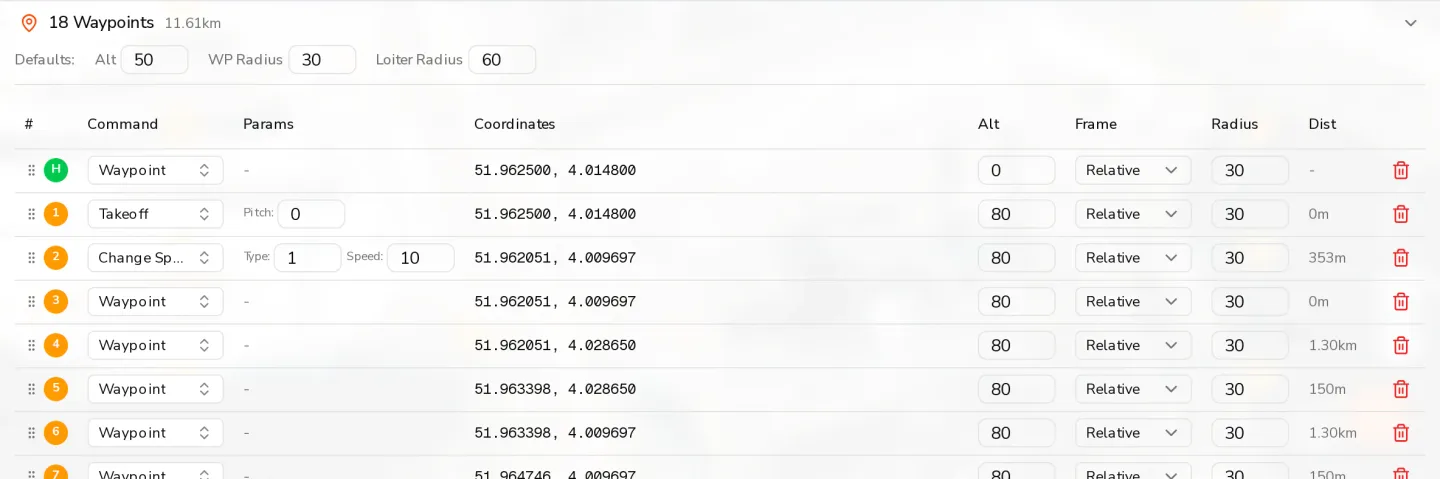 18 Waypoints 11.61km
Defaults: Alt 50 WP Radius 30 Loiter Radius 60
# Command Params Coordinates Alt Frame Radius Dist
H Waypoint - 51.962500, 4.014800 0 Relative 30 -
1 Takeoff Pitch: 0 51.962500, 4.014800 80 Relative 30 0m
2 Change Sp... Type: 1 Speed: 10 51.962051, 4.009697 80 Relative 30 353m
3 Waypoint - 51.962051, 4.009697 80 Relative 30 0m
4 Waypoint - 51.962051, 4.028650 80 Relative 30 1.30km
5 Waypoint - 51.963398, 4.028650 80 Relative 30 150m
6 Waypoint - 51.963398, 4.009697 80 Relative 30 1.30km
7 Waypoint - 51.964746, 4.009697 80 Relative 30 150m